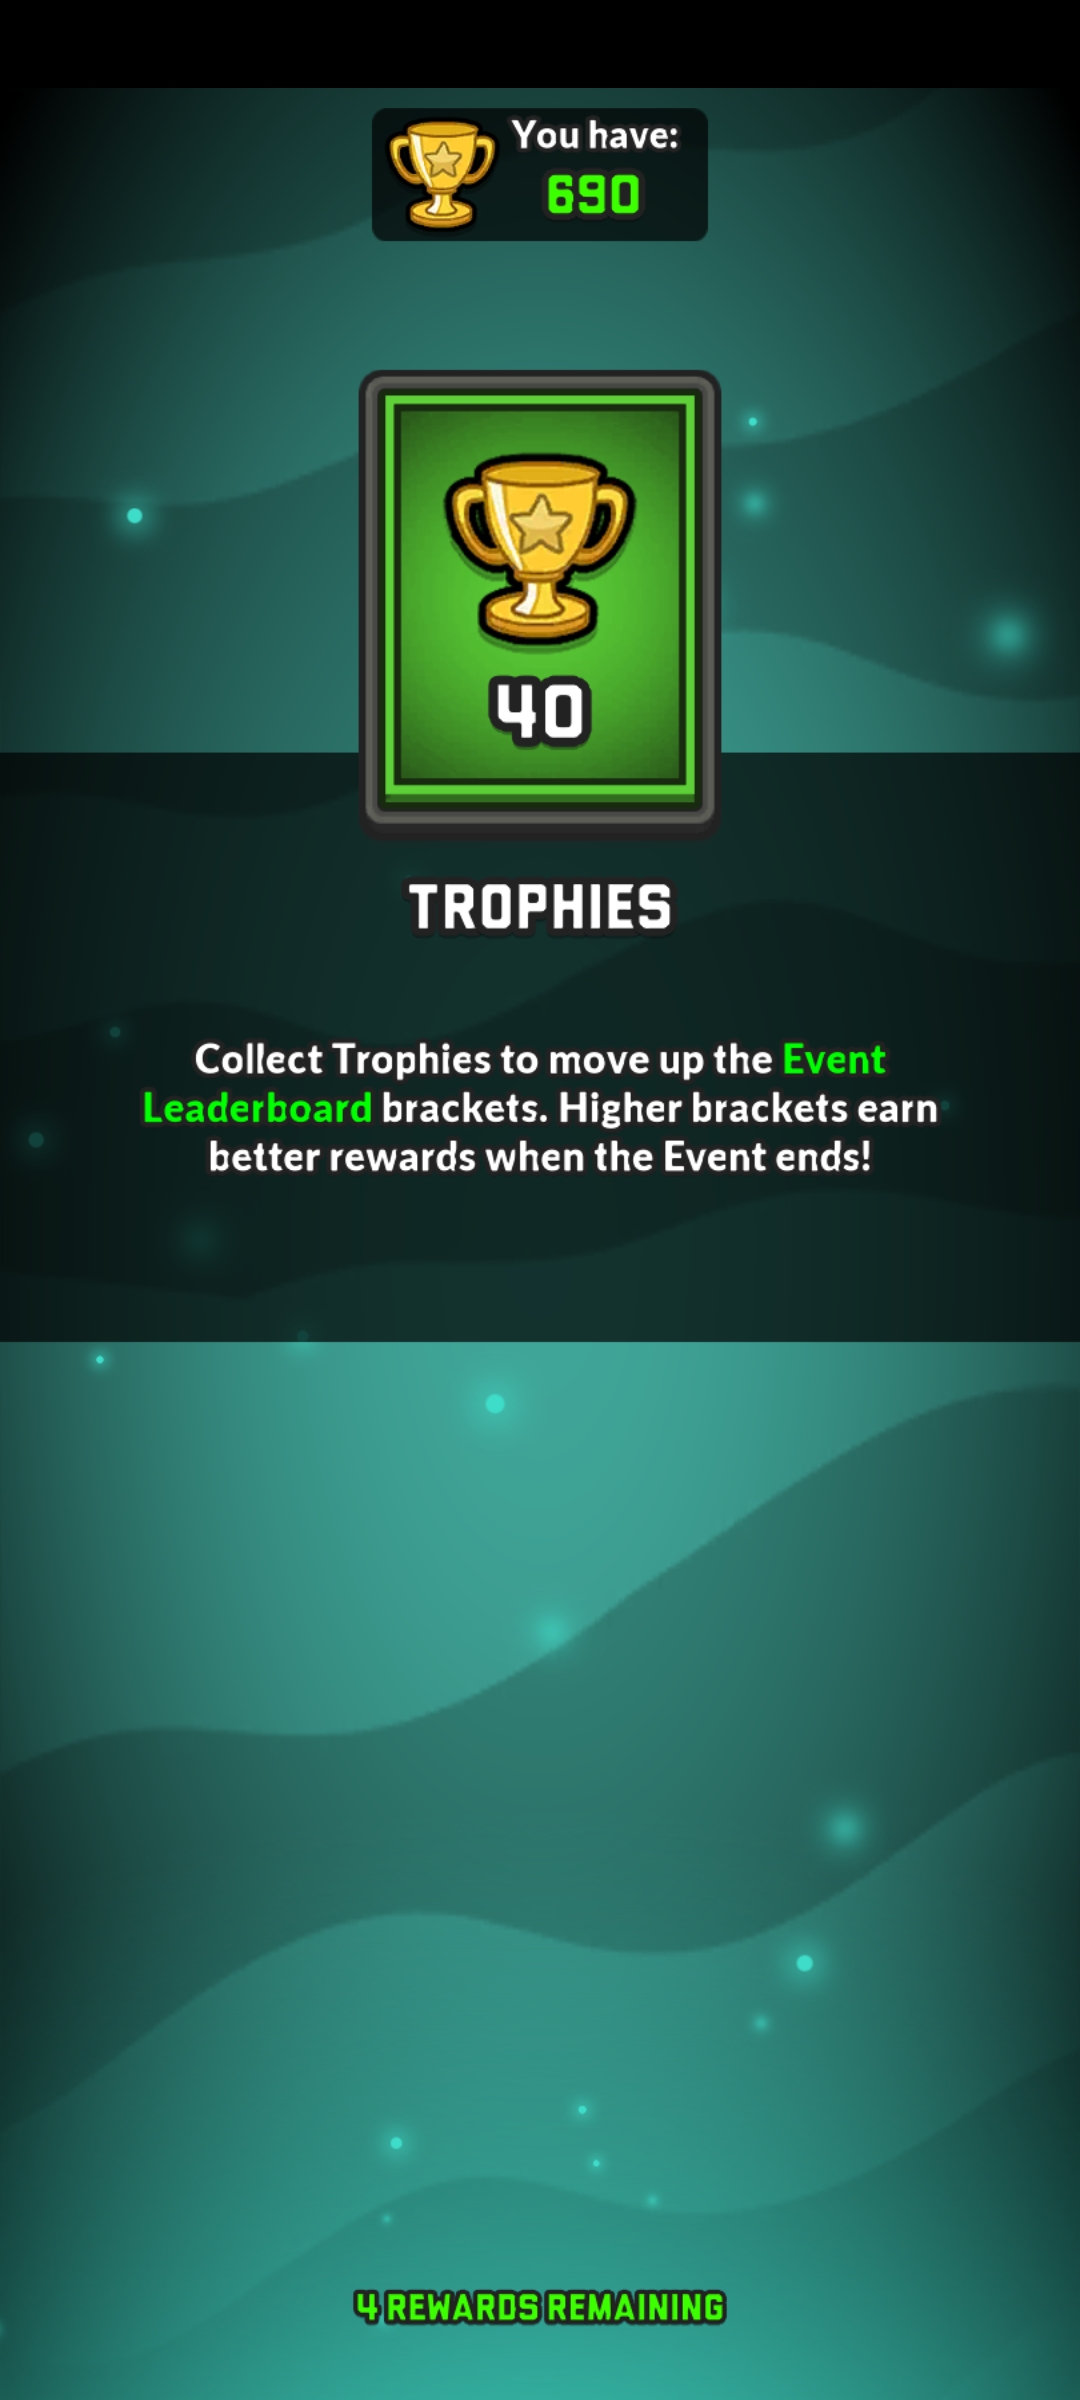 You have:
690
40
TROPHIES
Collect Trophies to move up the Event
Leaderboard brackets. Higher brackets earn
better rewards when the Event ends!
4 REWARDS REMAINING